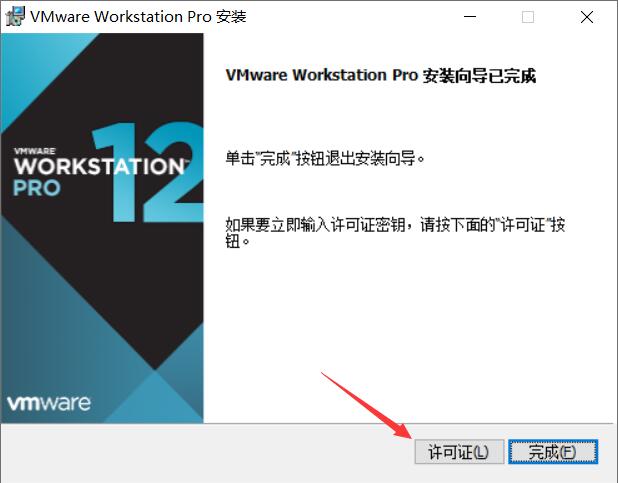 VMware Workstation Pro 安装
VMware Workstation Pro 安装向导已完成
VMWARE
WORKSTATION™
PRO
12
单击“完成”按钮退出安装向导。
如果要立即输入许可证密钥，请按下面的“许可证”按
钮。
vmware
许可证(L)
完成(F)